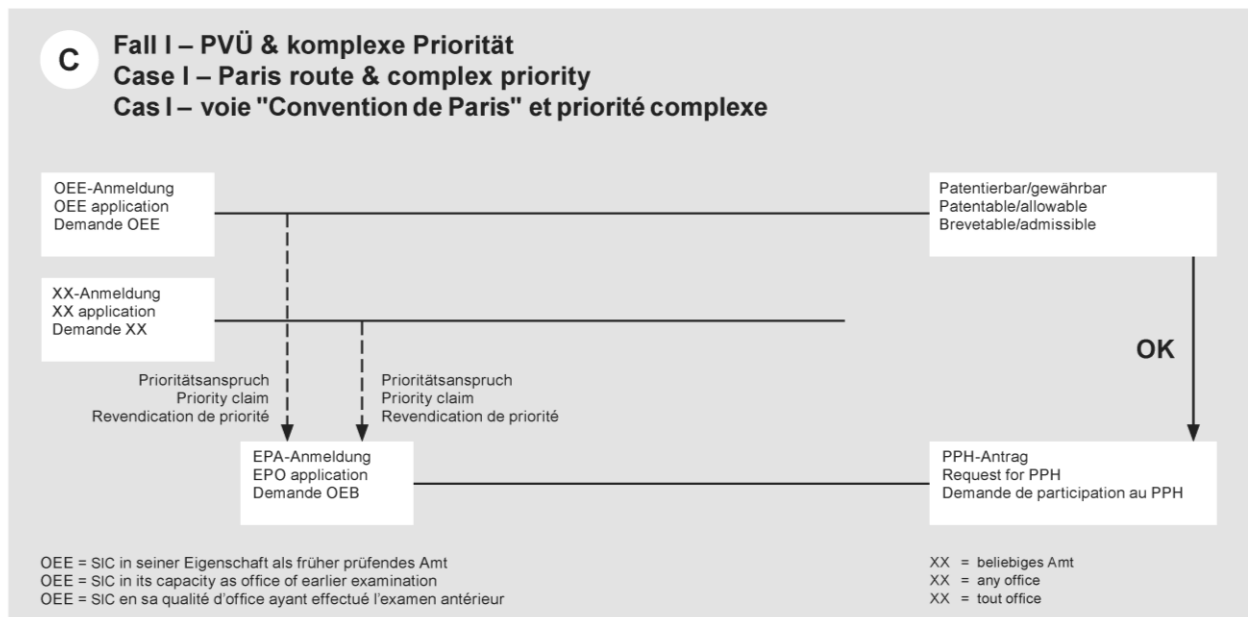 C
Fall I – PVÜ & komplexe Priorität
Case I – Paris route & complex priority
Cas I – voie "Convention de Paris" et priorité complexe
OEE-Anmeldung
OEE application
Demande OEE
Patentierbar/gewährbar
Patentable/allowable
Brevetable/admissible
XX-Anmeldung
XX application
Demande XX
OK
Prioritätsanspruch
Priority claim
Revendication de priorité
Prioritätsanspruch
Priority claim
Revendication de priorité
EPA-Anmeldung
EPO application
Demande OEB
PPH-Antrag
Request for PPH
Demande de participation au PPH
OEE = SIC in seiner Eigenschaft als früher prüfendes Amt
OEE = SIC in its capacity as office of earlier examination
OEE = SIC en sa qualité d'office ayant effectué l'examen antérieur
XX = beliebiges Amt
XX = any office
XX = tout office